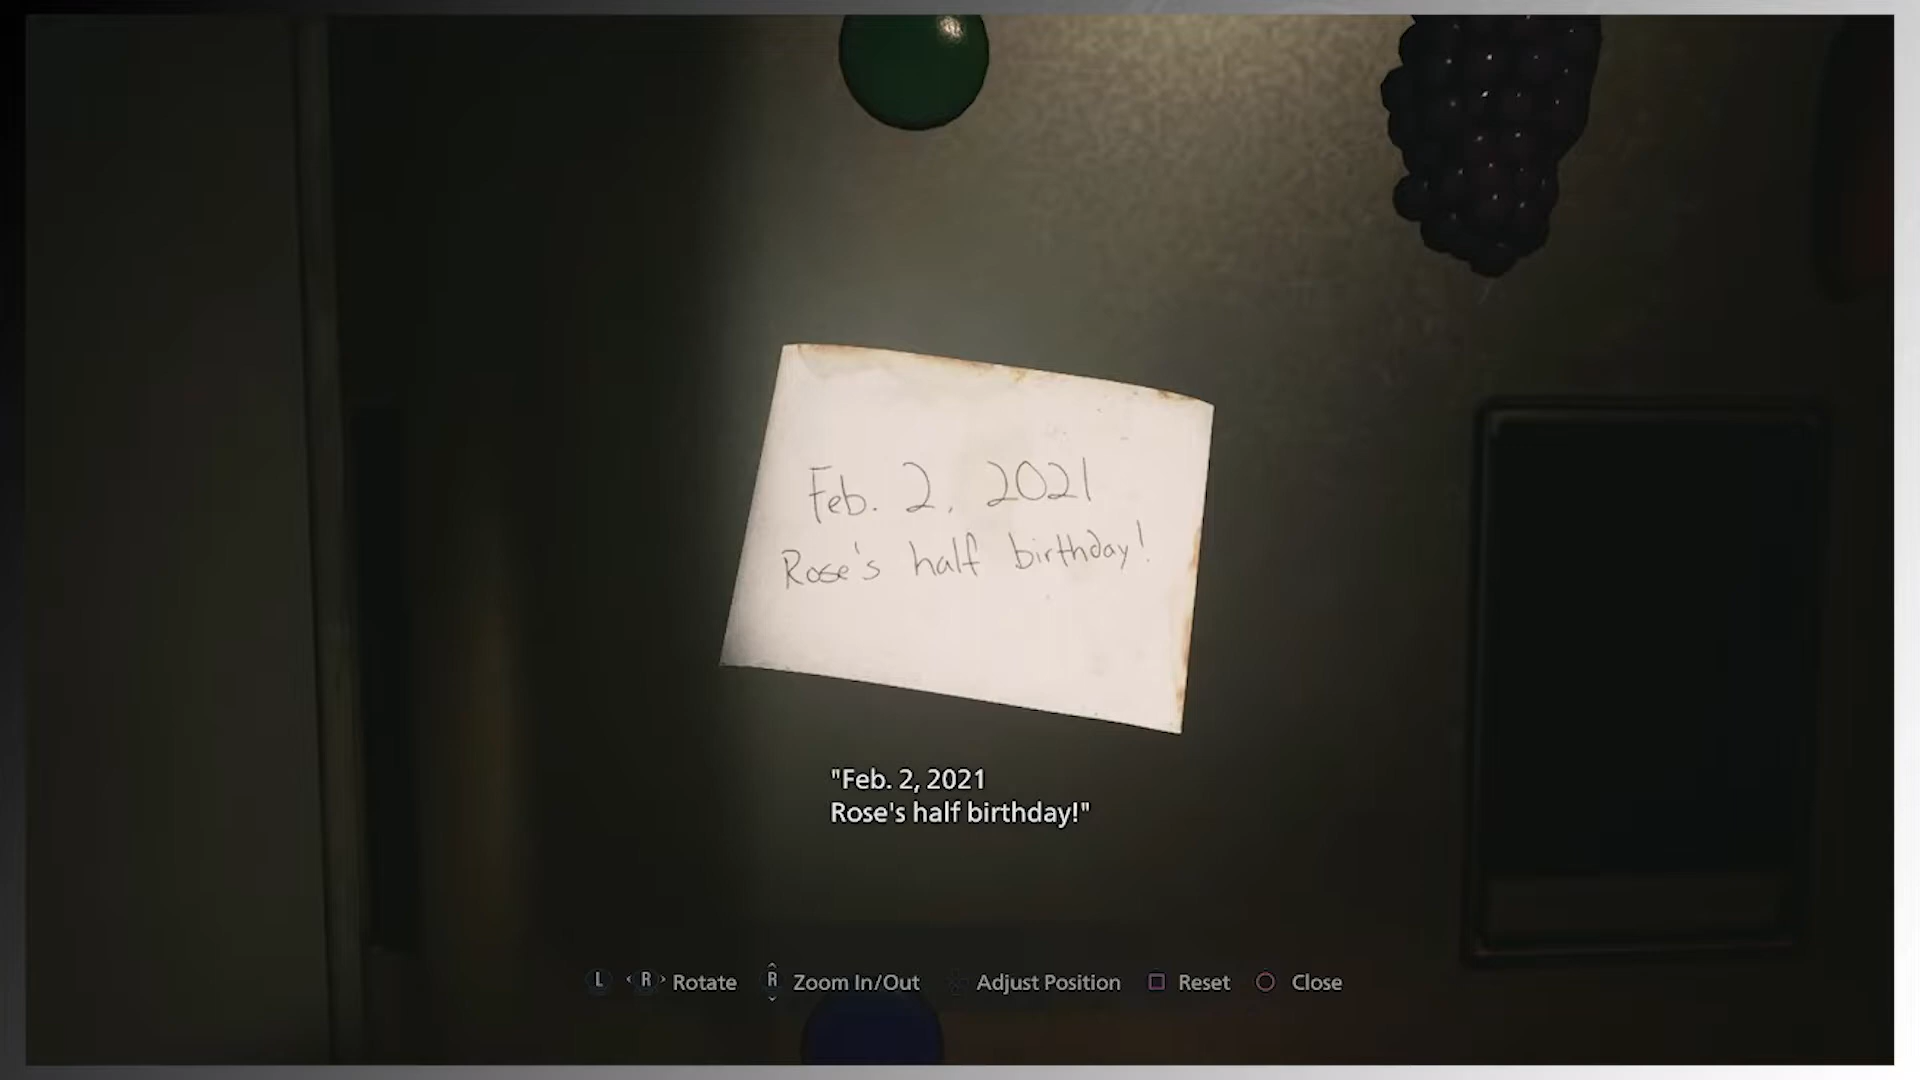 Feb. 2, 2021
Rose's half birthday!
"Feb. 2, 2021
Rose's half birthday!"
L R Rotate R Zoom In/Out Adjust Position Reset Close